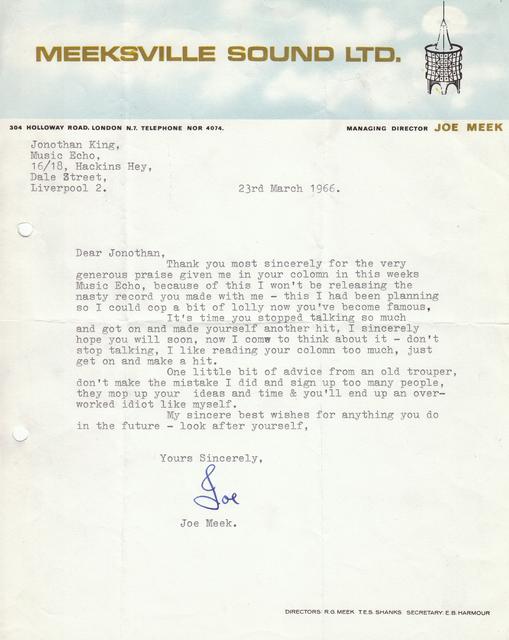 MEEKSVILLE SOUND LTD.
304 HOLLOWAY ROAD. LONDON N.7. TELEPHONE NOR 4074.
MANAGING DIRECTOR JOE MEEK
Jonothan King,
Music Echo,
16/18, Hackins Hey,
Dale Street,
Liverpool 2.
23rd March 1966.
Dear Jonothan,
Thank you most sincerely for the very
generous praise given me in your colomn in this weeks
Music Echo, because of this I won't be releasing the
nasty record you made with me - this I had been planning
so I could cop a bit of lolly now you've become famous,
It's time you stopped talking so much
and got on and made yourself another hit, I sincerely
hope you will soon, now I come to think about it - don't
stop talking, I like reading your colomn too much, just
get on and make a hit.
One little bit of advice from an old trouper,
don't make the mistake I did and sign up too many people,
they mop up your ideas and time & you'll end up an over-
worked idiot like myself.
My sincere best wishes for anything you do
in the future - look after yourself,
Yours Sincerely,
Joe
Joe Meek.
DIRECTORS: R.G. MEEK T.E.S. SHANKS SECRETARY: E.B. HARMOUR